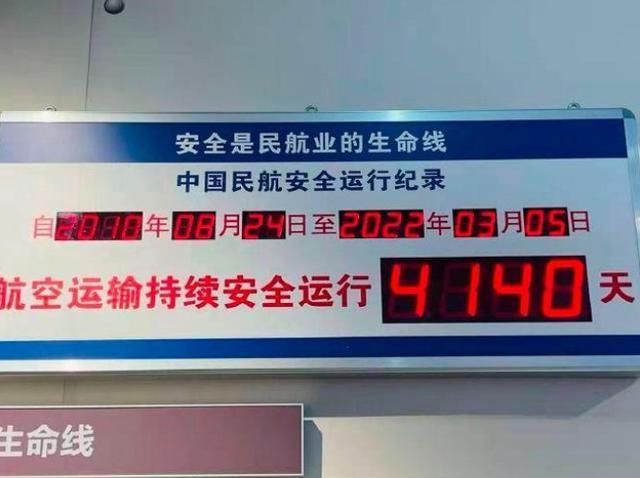 安全是民航业的生命线
中国民航安全运行纪录
自2010年08月24日至2022年03月05日
航空运输持续安全运行4140天
生命线